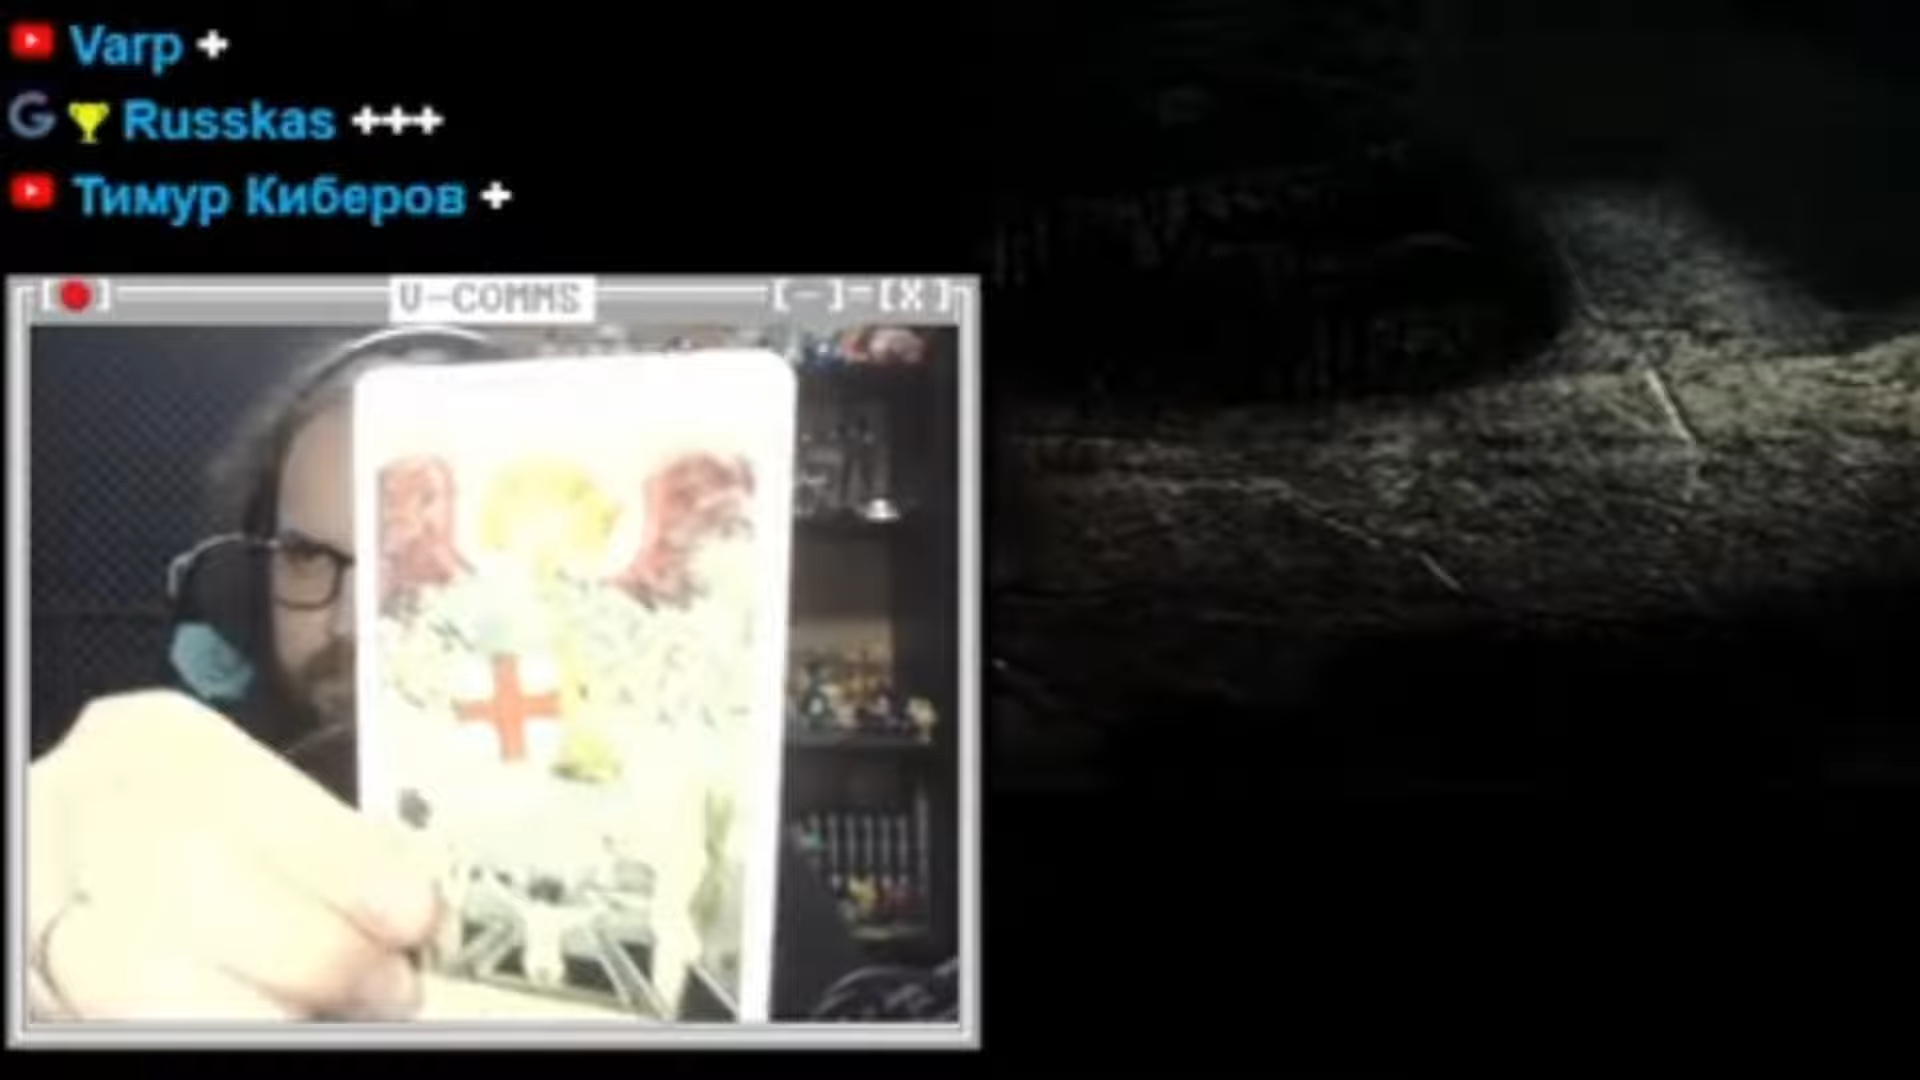 Varp +
Russkas +++
Тимур Киберов +
[●] U-COMMS [-]-[X]